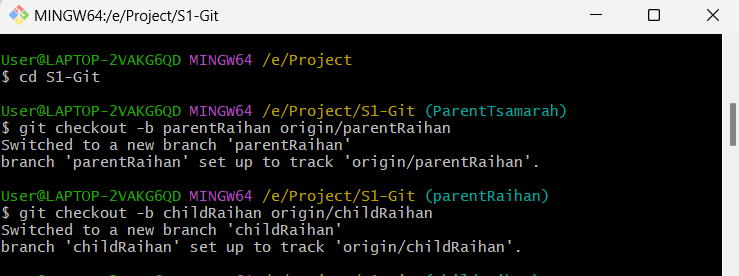 MINGW64:/e/Project/S1-Git
User@LAPTOP-2VAKG6QD MINGW64 /e/Project
$ cd S1-Git
User@LAPTOP-2VAKG6QD MINGW64 /e/Project/S1-Git (ParentTsamarah)
$ git checkout -b parentRaihan origin/parentRaihan
Switched to a new branch 'parentRaihan'
branch 'parentRaihan' set up to track 'origin/parentRaihan'.
User@LAPTOP-2VAKG6QD MINGW64 /e/Project/S1-Git (parentRaihan)
$ git checkout -b childRaihan origin/childRaihan
Switched to a new branch 'childRaihan'
branch 'childRaihan' set up to track 'origin/childRaihan'.